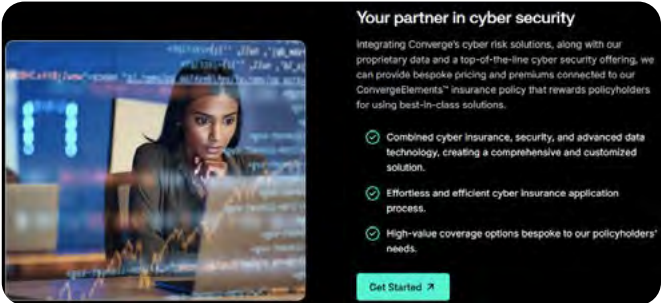 Your partner in cyber security
Integrating Converge's cyber risk solutions, along with our
proprietary data and a top-of-the-line cyber security offering, we
can provide bespoke pricing and premiums connected to our
ConvergeElements™ insurance policy that rewards policyholders
for using best-in-class solutions.
Combined cyber insurance, security, and advanced data
technology, creating a comprehensive and customized
solution.
Effortless and efficient cyber insurance application
process.
High-value coverage options bespoke to our policyholders'
needs.
Get Started